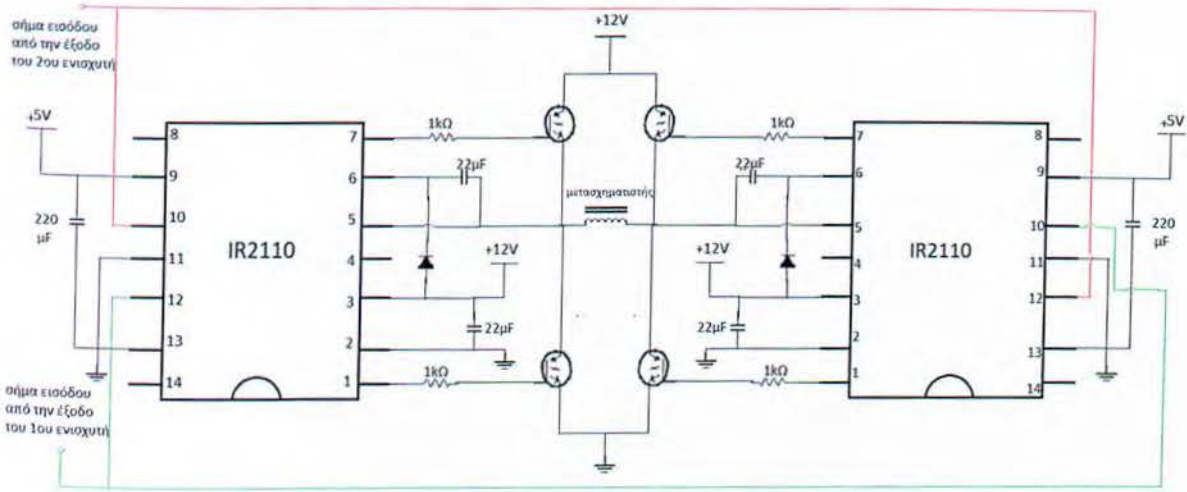 σήμα εισόδου
από την έξοδο
του 2ου ενισχυτή
+12V
+5V
8
9
10
11
12
13
14
220
μF
IR2110
7
6
5
4
3
2
1
1kΩ
22μF
+12V
22μF
1kΩ
μετασχηματιστής
1kΩ
22μF
+12V
22μF
1kΩ
7
6
5
4
3
2
1
IR2110
8
9
10
11
12
13
14
+5V
220
μF
σήμα εισόδου
από την έξοδο
του 1ου ενισχυτή